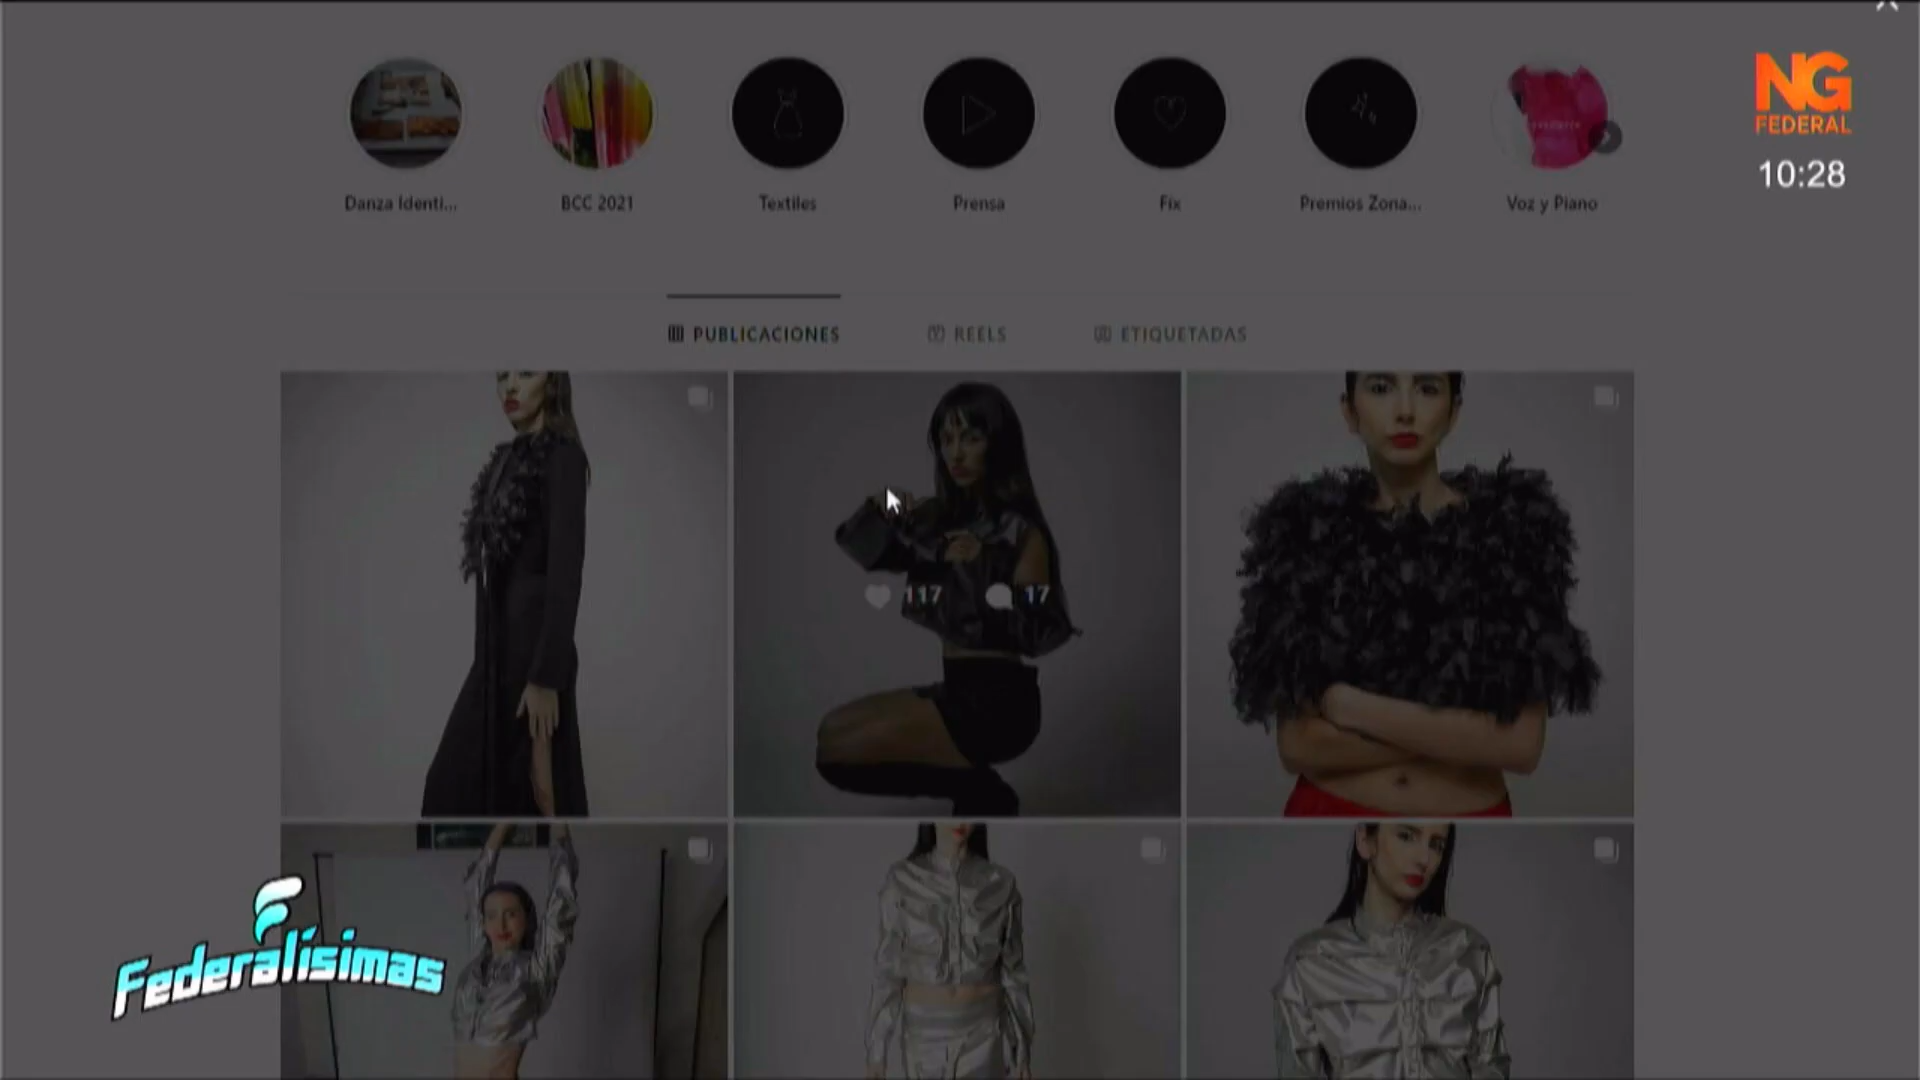 NG
FEDERAL
10:28
Danza Identi...
BCC 2021
Textiles
Prensa
Fix
Premios Zona...
Voz y Piano
PUBLICACIONES
REELS
ETIQUETADAS
117
17
Federalísimas